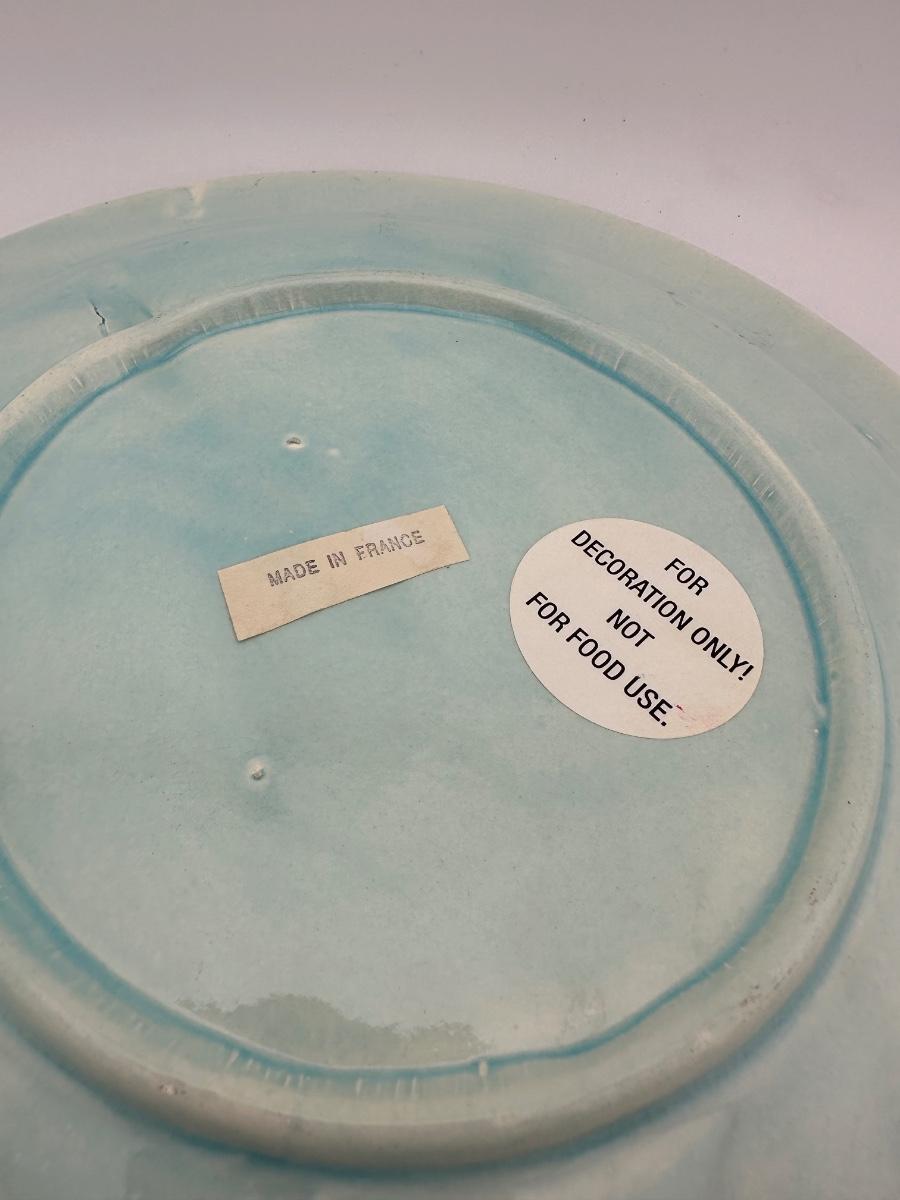 MADE IN FRANCE
FOR
DECORATION ONLY!
NOT
FOR FOOD USE.